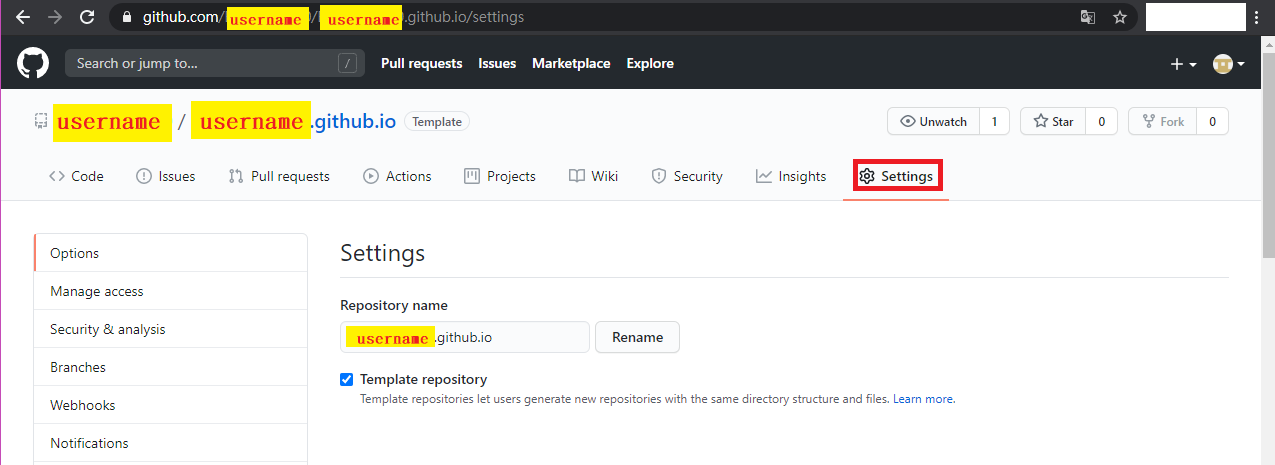 github.com/username/username.github.io/settings
Search or jump to... /
Pull requests Issues Marketplace Explore
username / username.github.io Template
Unwatch 1 Star 0 Fork 0
Code Issues Pull requests Actions Projects Wiki Security Insights Settings
Options
Manage access
Security & analysis
Branches
Webhooks
Notifications
Settings
Repository name
username.github.io Rename
Template repository
Template repositories let users generate new repositories with the same directory structure and files. Learn more.